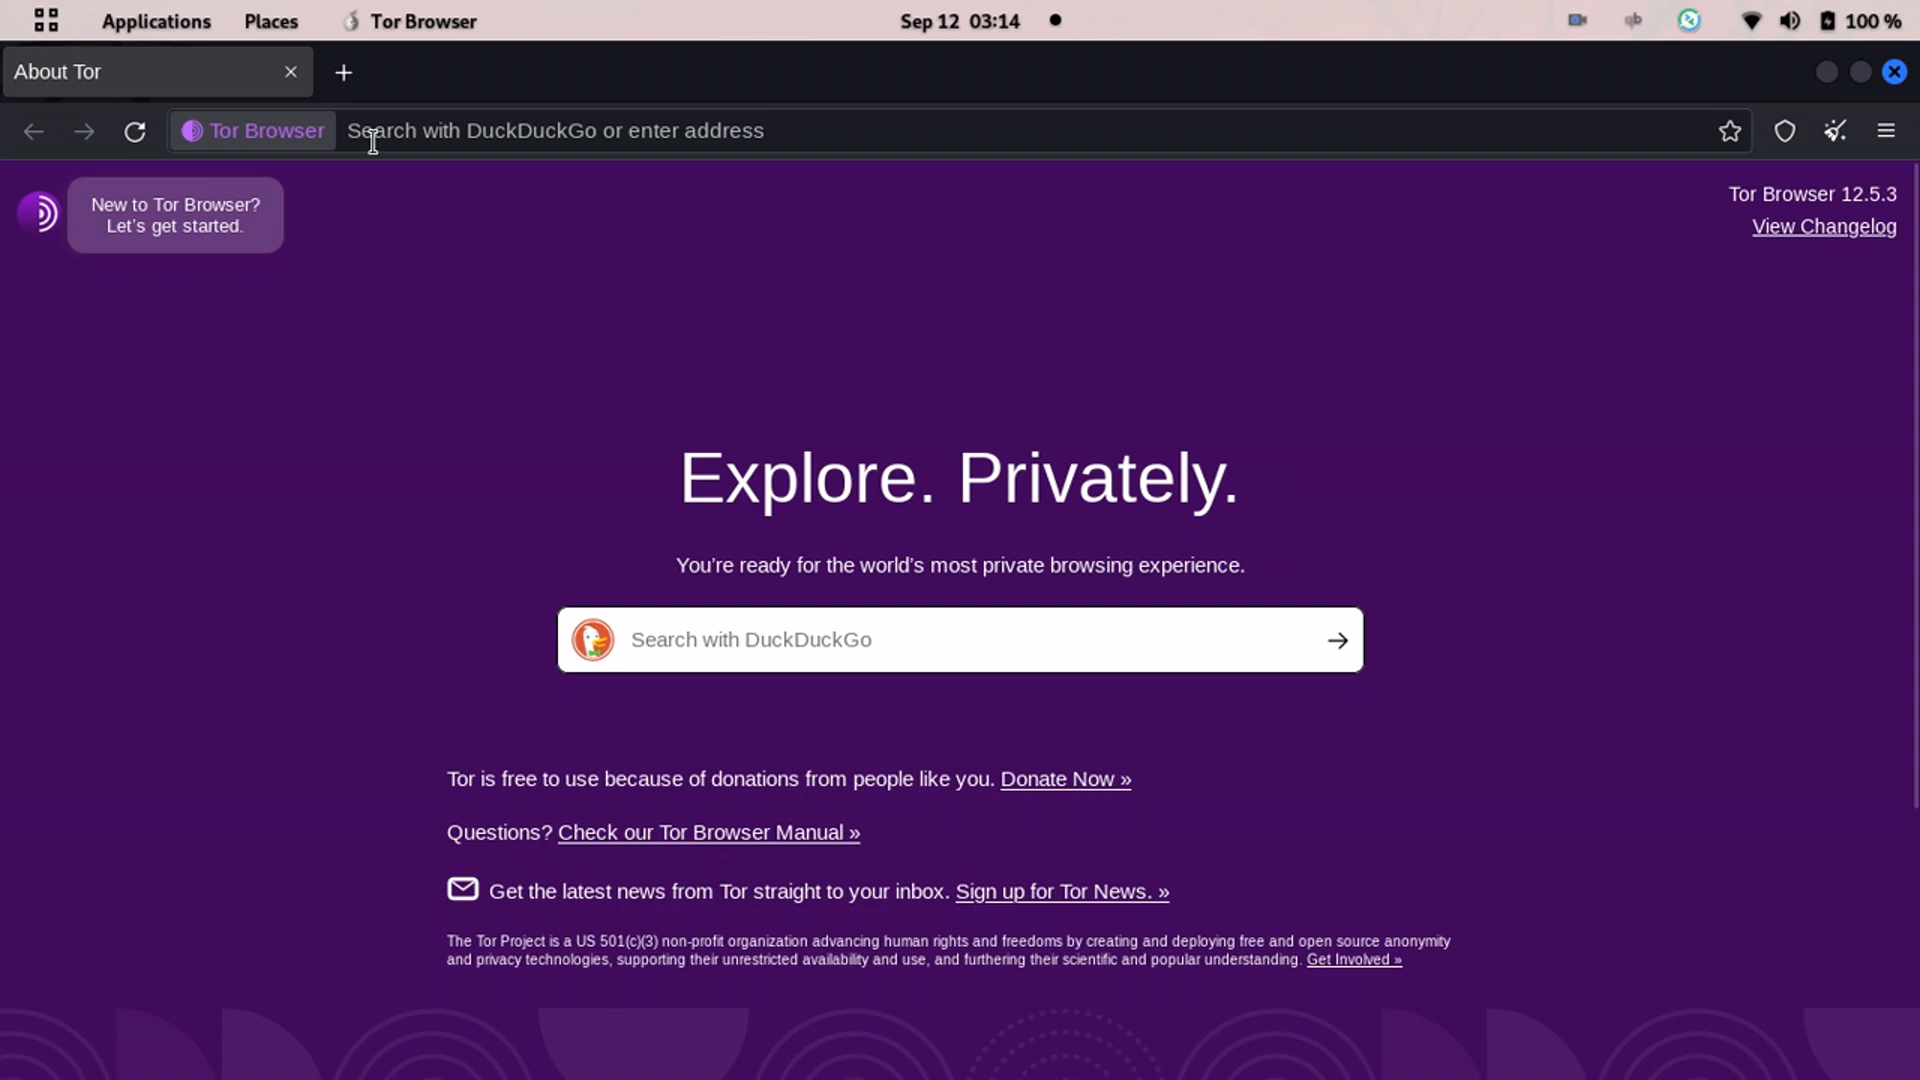 Applications Places Tor Browser Sep 12 03:14 qb 100 %
About Tor
Tor Browser Search with DuckDuckGo or enter address
New to Tor Browser?
Let's get started.
Tor Browser 12.5.3
View Changelog
Explore. Privately.
You're ready for the world's most private browsing experience.
Search with DuckDuckGo
Tor is free to use because of donations from people like you. Donate Now »
Questions? Check our Tor Browser Manual »
Get the latest news from Tor straight to your inbox. Sign up for Tor News. »
The Tor Project is a US 501(c)(3) non-profit organization advancing human rights and freedoms by creating and deploying free and open source anonymity
and privacy technologies, supporting their unrestricted availability and use, and furthering their scientific and popular understanding. Get Involved »